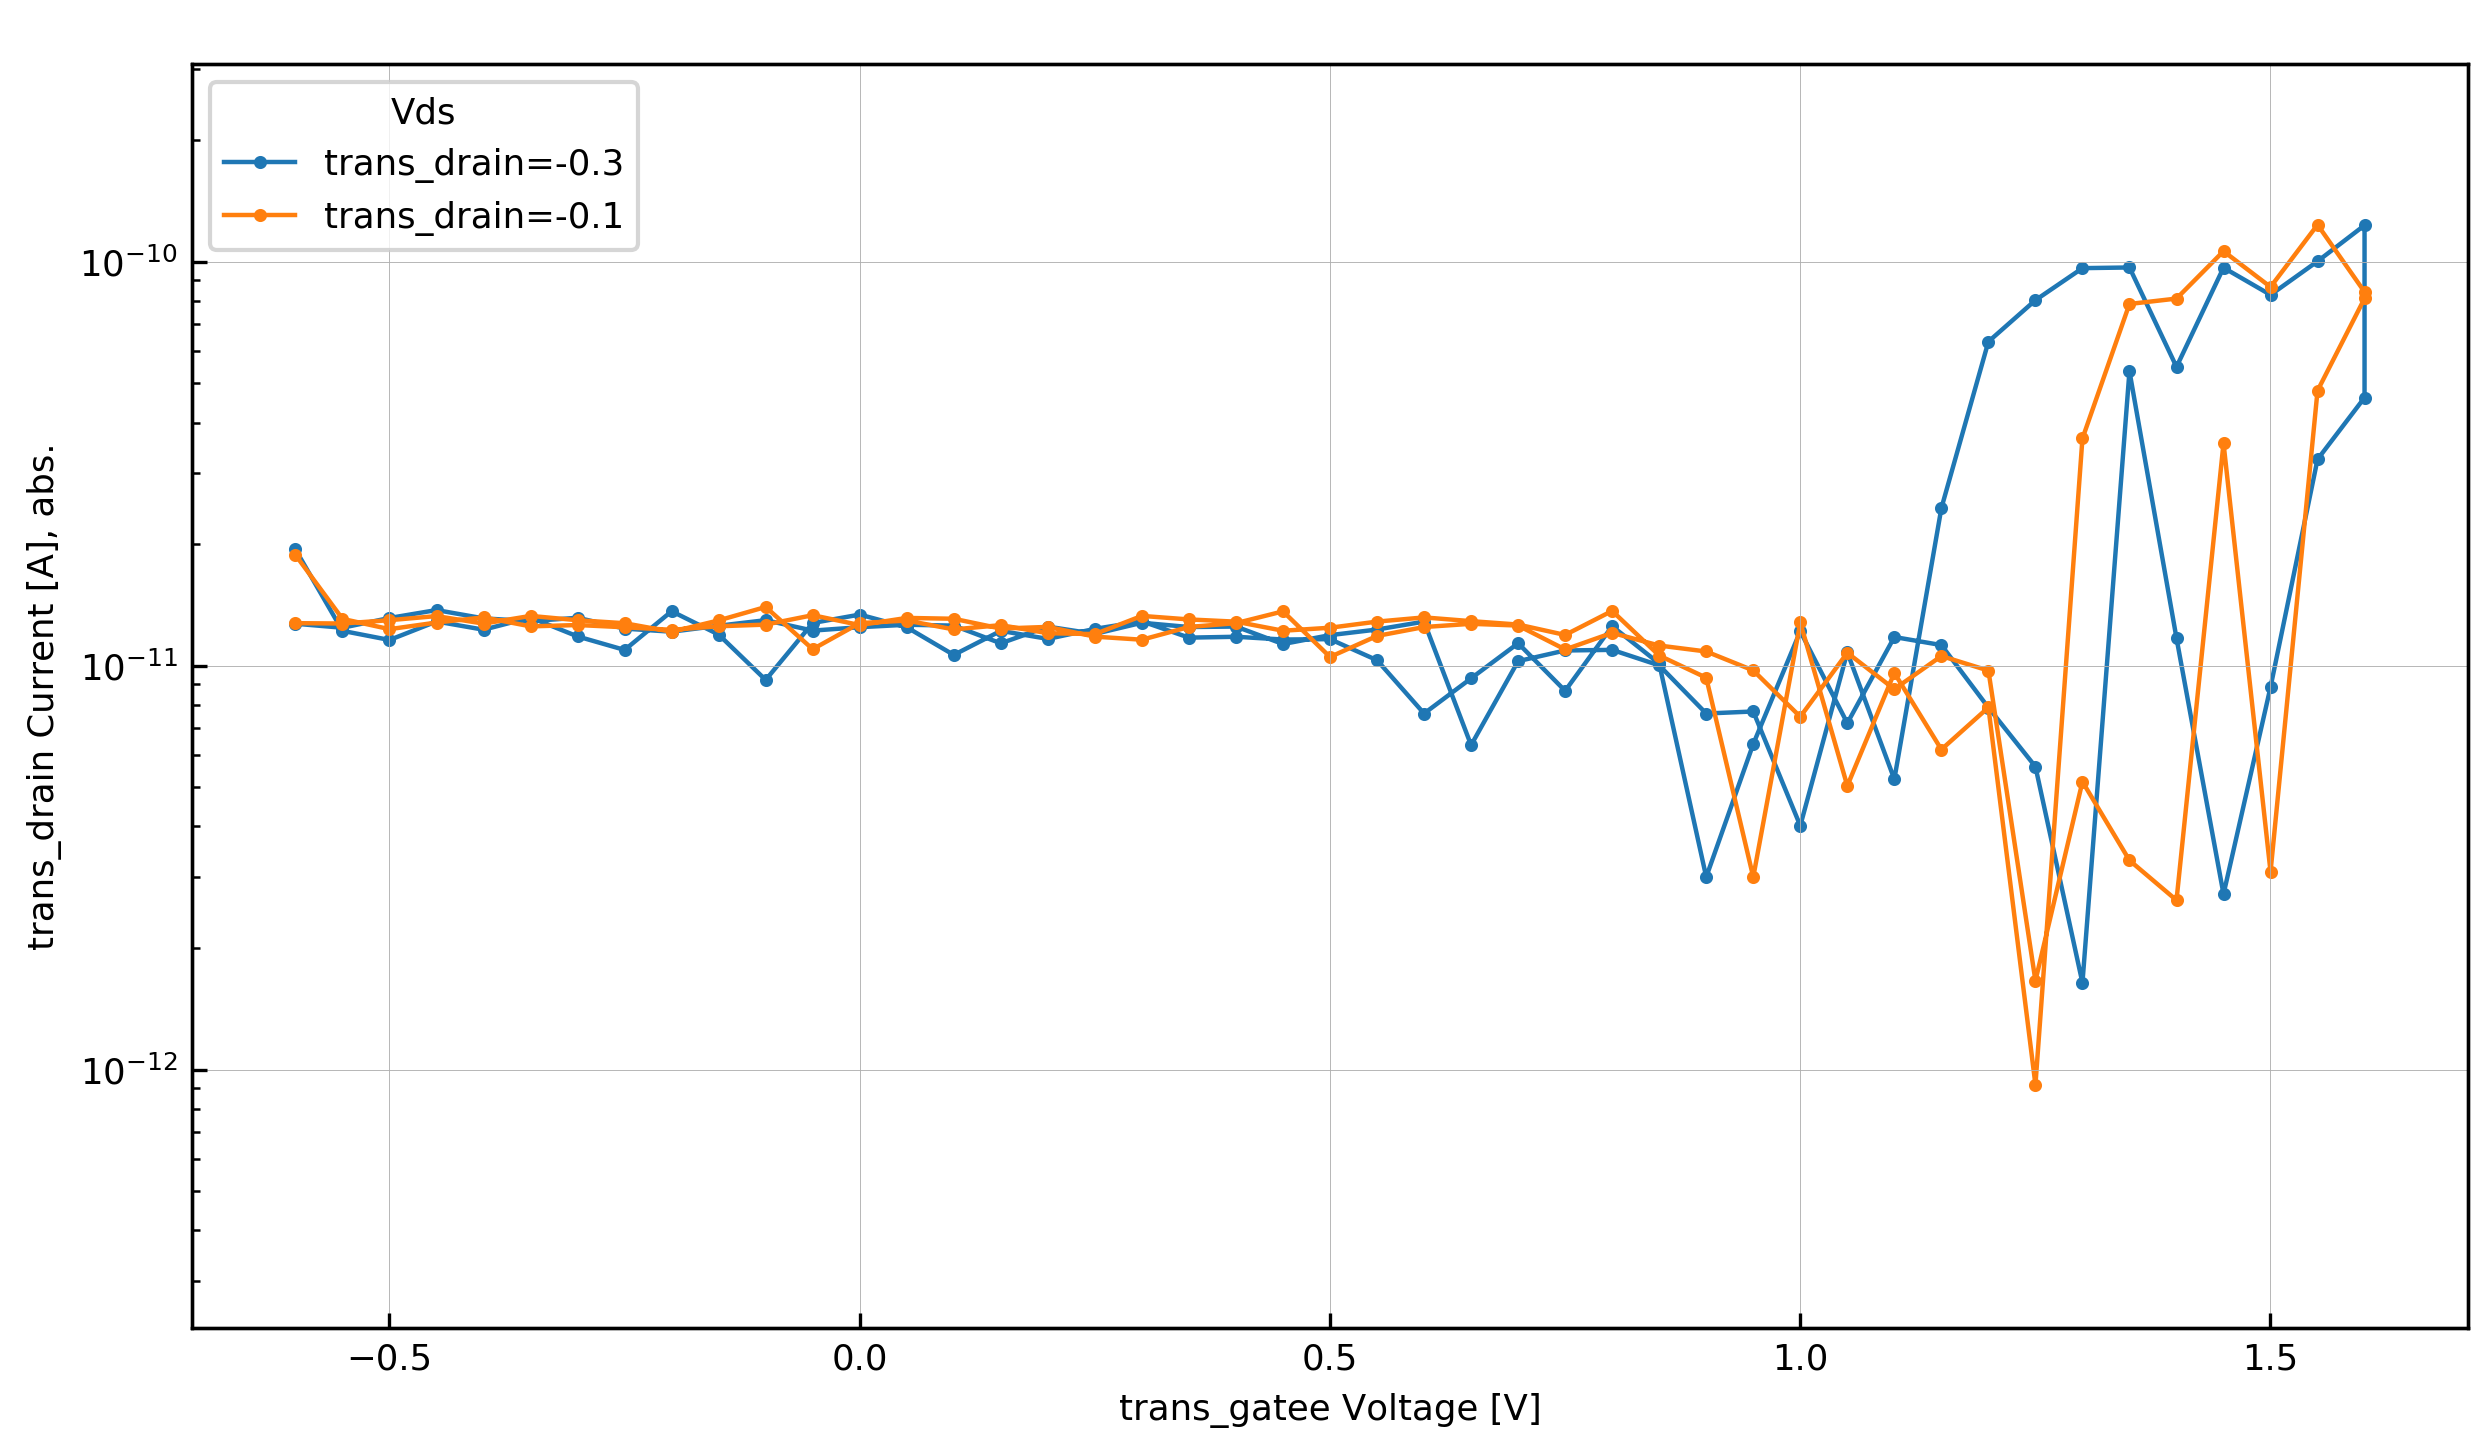 Vds
trans_drain=-0.3
trans_drain=-0.1
10⁻¹⁰
10⁻¹¹
10⁻¹²
trans_drain Current [A], abs.
−0.5 0.0 0.5 1.0 1.5
trans_gatee Voltage [V]